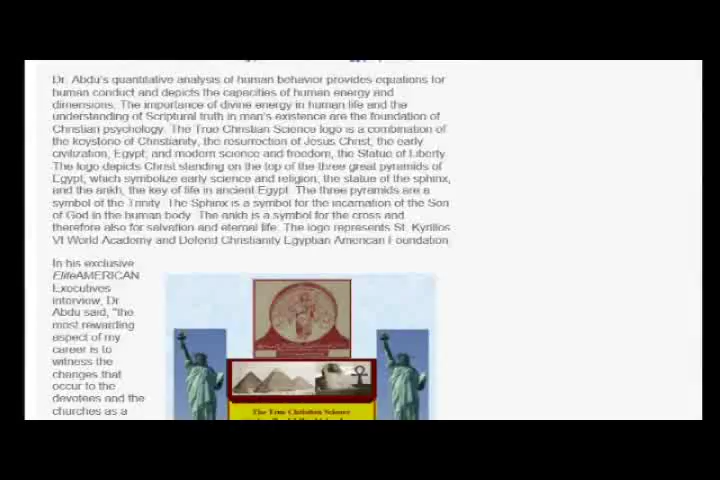 Dr. Abdu's quantitative analysis of human behavior provides equations for
human conduct and depicts the capacities of human energy and
dimensions. The importance of divine energy in human life and the
understanding of Scriptural truth in man's existence are the foundation of
Christian psychology. The True Christian Science logo is a combination of
the keystone of Christianity, the resurrection of Jesus Christ, the early
civilization, Egypt; and modern science and freedom, the Statue of Liberty.
The logo depicts Christ standing on the top of the three great pyramids of
Egypt, which symbolize early science and religion, the statue of the sphinx,
and the ankh, the key of life in ancient Egypt. The three pyramids are a
symbol of the Trinity. The Sphinx is a symbol for the incarnation of the Son
of God in the human body. The ankh is a symbol for the cross and
therefore also for salvation and eternal life. The logo represents St. Kyrillos
VI World Academy and Defend Christianity Egyptian American Foundation.
In his exclusive
EliteAMERICAN
Executives
interview, Dr.
Abdu said, "the
most rewarding
aspect of my
career is to
witness the
changes that
occur to the
devotees and the
churches as a
The True Christian Science